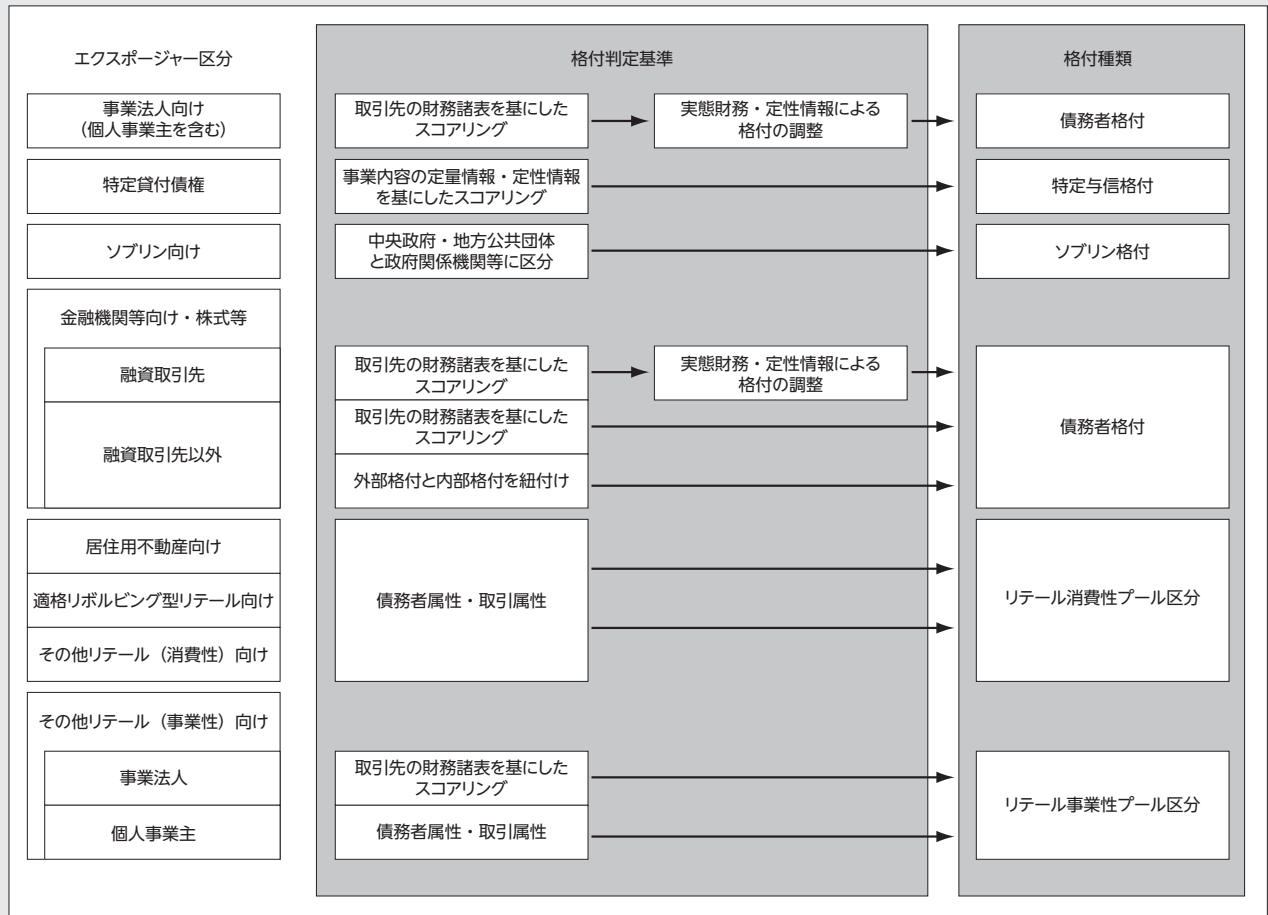 エクスポージャー区分
格付判定基準
格付種類
事業法人向け
（個人事業主を含む）
取引先の財務諸表を基にした
スコアリング
実態財務・定性情報による
格付の調整
債務者格付
特定貸付債権
事業内容の定量情報・定性情報
を基にしたスコアリング
特定与信格付
ソブリン向け
中央政府・地方公共団体
と政府関係機関等に区分
ソブリン格付
金融機関等向け・株式等
融資取引先
取引先の財務諸表を基にした
スコアリング
実態財務・定性情報による
格付の調整
融資取引先以外
取引先の財務諸表を基にした
スコアリング
外部格付と内部格付を紐付け
債務者格付
居住用不動産向け
適格リボルビング型リテール向け
その他リテール（消費性）向け
債務者属性・取引属性
リテール消費性プール区分
その他リテール（事業性）向け
事業法人
取引先の財務諸表を基にした
スコアリング
個人事業主
債務者属性・取引属性
リテール事業性プール区分